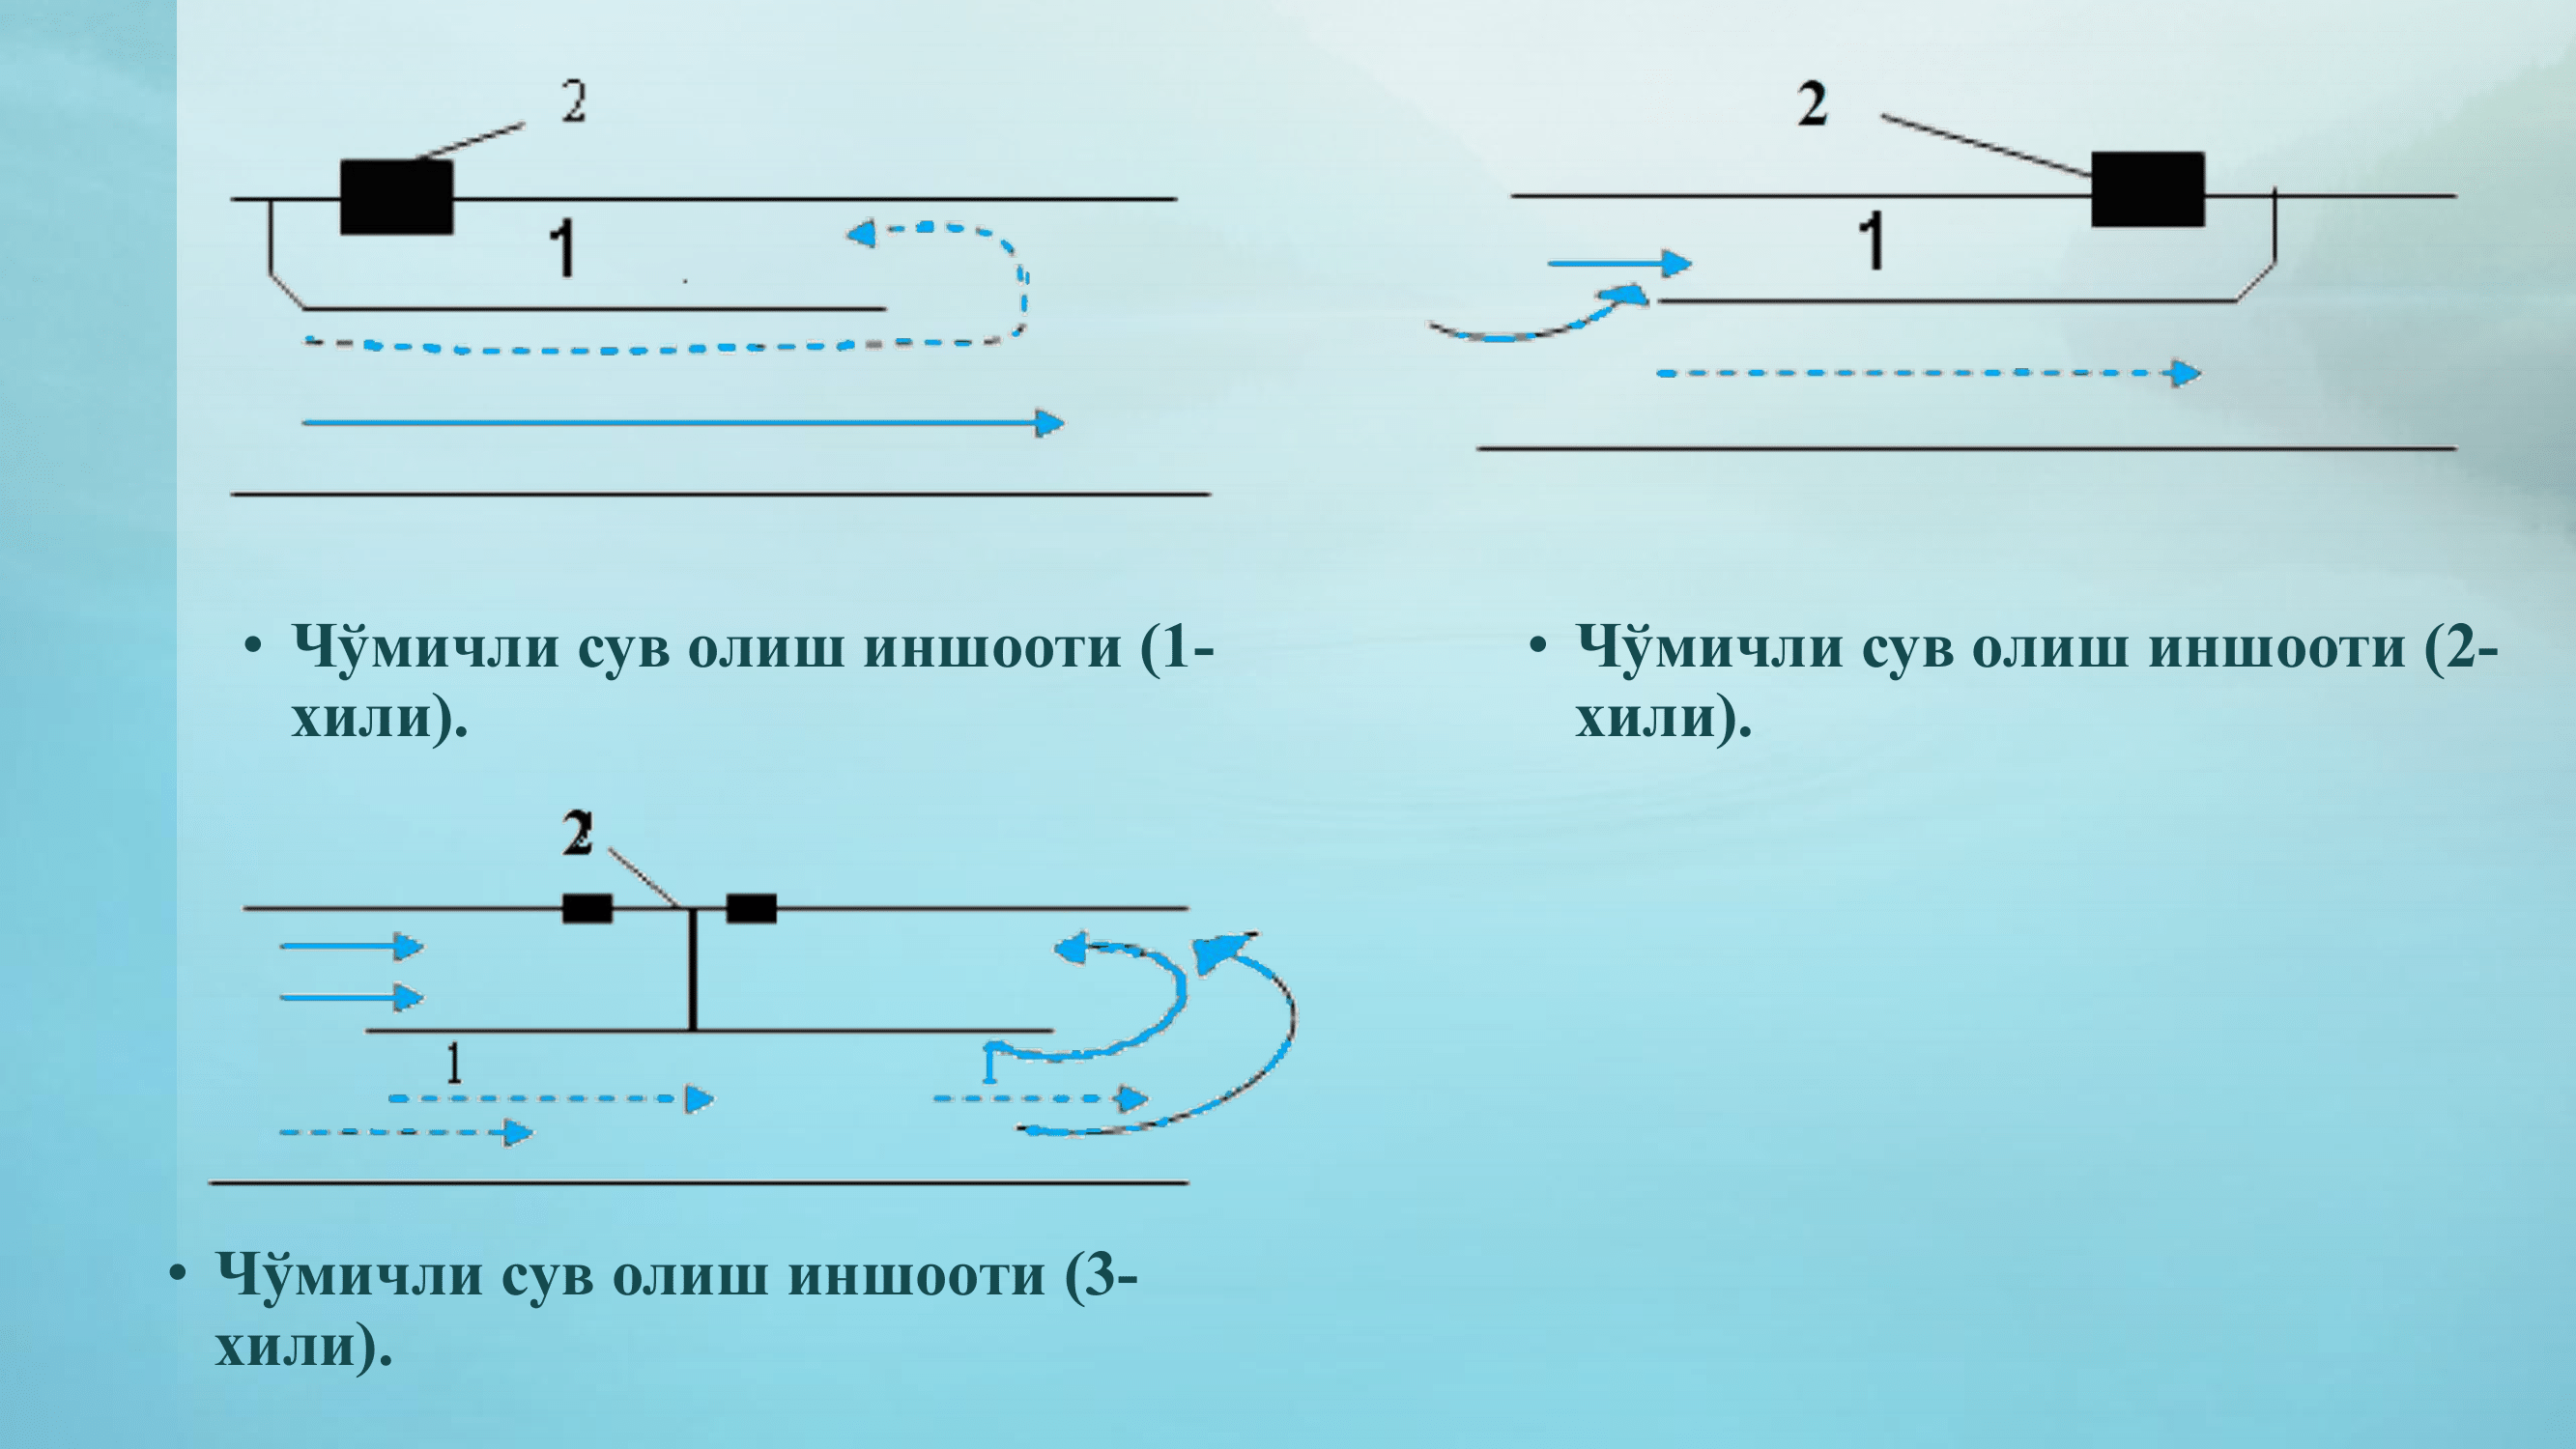 2
1
2
1
• Чўмичли сув олиш иншооти (1-
хили).
• Чўмичли сув олиш иншооти (2-
хили).
2
1
• Чўмичли сув олиш иншооти (3-
хили).